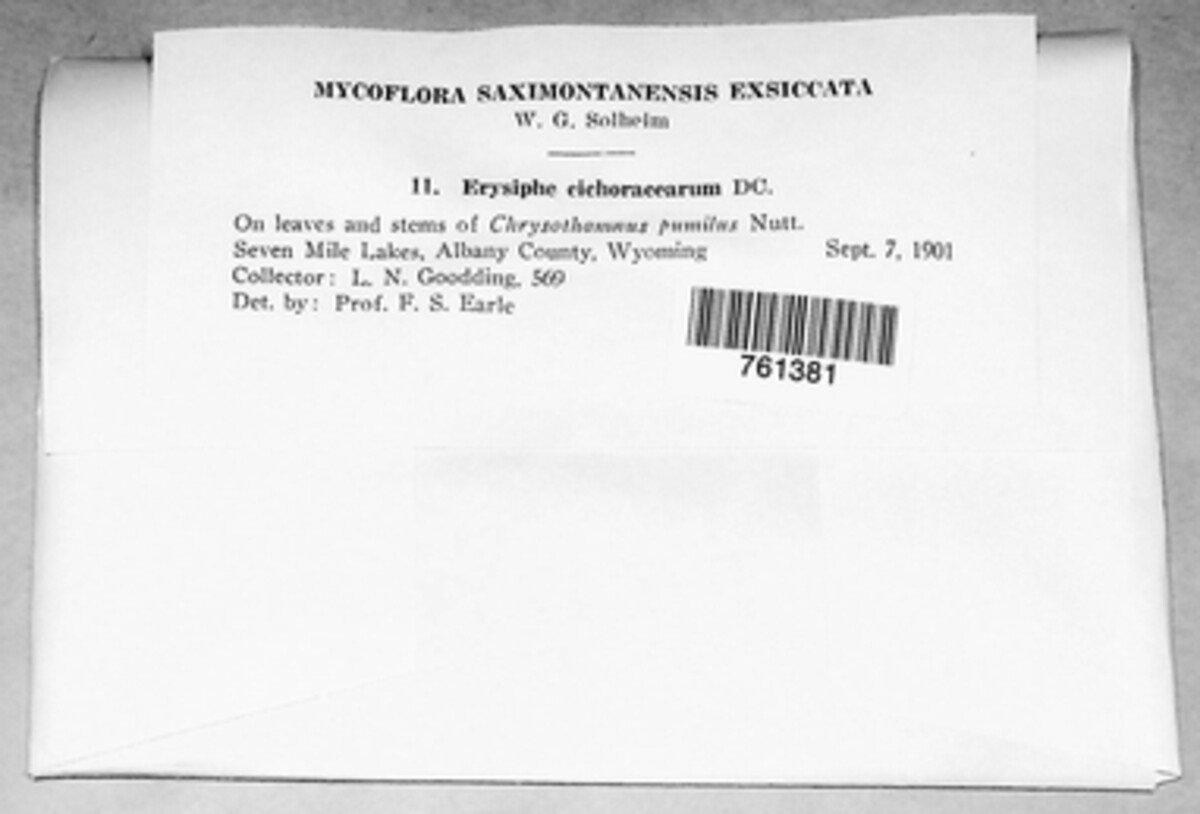 MYCOFLORA SAXIMONTANENSIS EXSICCATA
W. G. Solheim
11. Erysiphe cichoracearum DC.
On leaves and stems of Chrysothamnus pumilus Nutt.
Seven Mile Lakes, Albany County, Wyoming Sept. 7, 1901
Collector: L. N. Goodding, 569
Det. by: Prof. F. S. Earle
761381